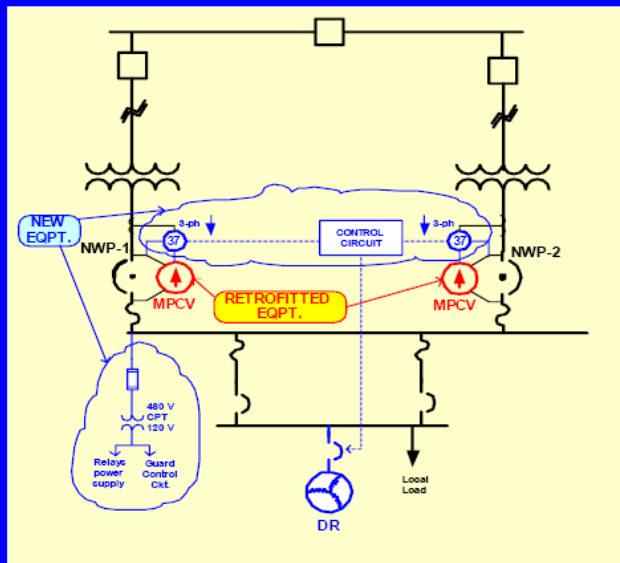 NEW
EQPT.
3-ph
37
NWP-1
MPCV
CONTROL
CIRCUIT
3-ph
37
NWP-2
MPCV
RETROFITTED
EQPT.
480 V
CPT
120 V
Relays
power
supply
Guard
Control
Ckt.
DR
Local
Load